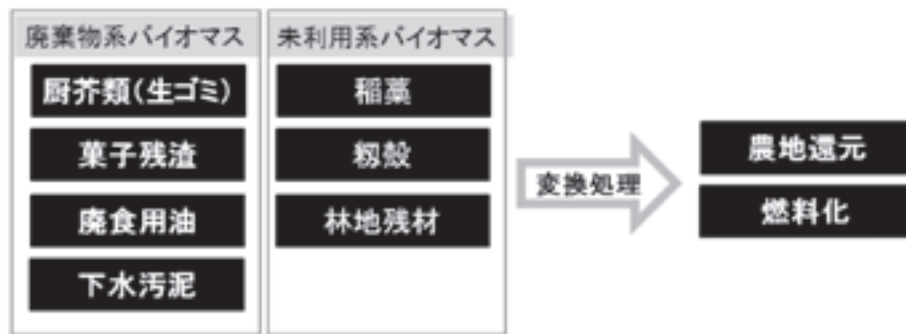 廃棄物系バイオマス
厨芥類(生ゴミ)
菓子残渣
廃食用油
下水汚泥
未利用系バイオマス
稲藁
籾殻
林地残材
変換処理
農地還元
燃料化